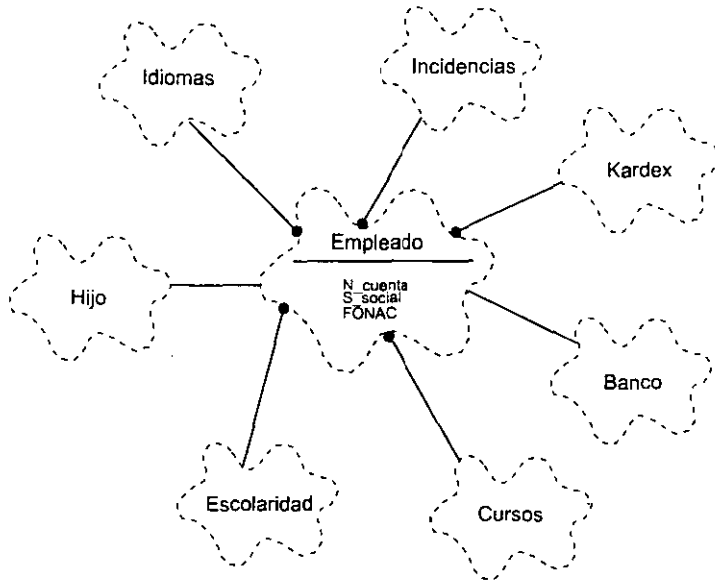 Idiomas
Incidencias
Kardex
Empleado
N_cuenta
S_social
FONAC
Hijo
Banco
Escolaridad
Cursos